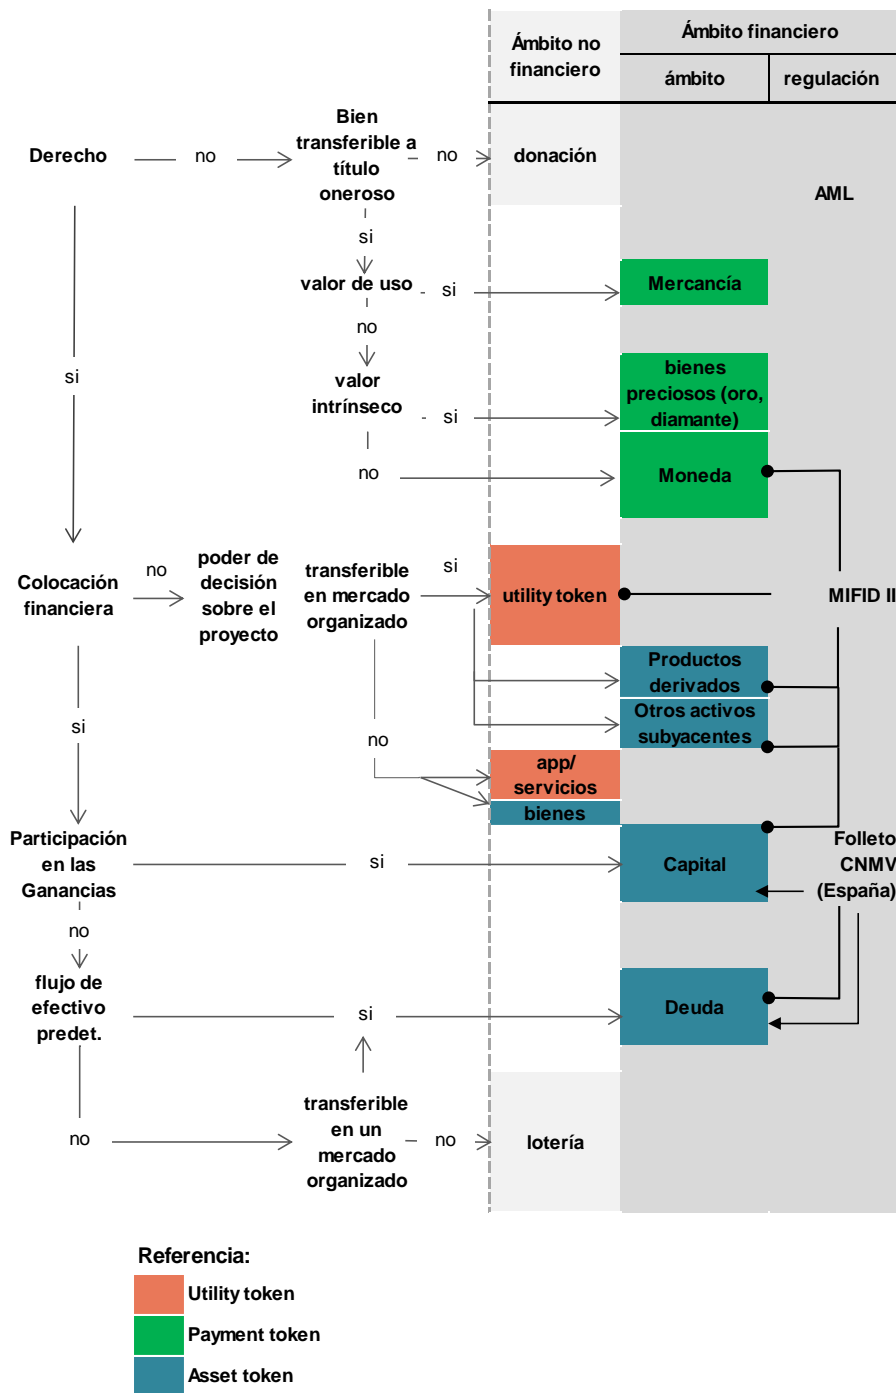 Ámbito no
financiero
Ámbito financiero
ámbito
regulación
Derecho
no
Bien
transferible a
título
oneroso
no
donación
AML
si
valor de uso
si
Mercancía
no
si
valor
intrínseco
si
bienes
preciosos (oro,
diamante)
no
Moneda
Colocación
financiera
no
poder de
decisión
sobre el
proyecto
transferible
en mercado
organizado
si
utility token
MIFID II
Productos
derivados
Otros activos
subyacentes
si
no
app/
servicios
bienes
Participación
en las
Ganancias
si
Capital
Folleto
CNMV
(España)
no
flujo de
efectivo
predet.
si
Deuda
no
transferible
en un
mercado
organizado
no
lotería
Referencia:
Utility token
Payment token
Asset token